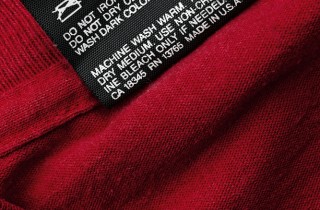 DO NOT IRON
DO NOT DRY
WASH DARK COLO
MACHINE WASH WARM
DRY MEDIUM USE NON-CH
INE BLEACH ONLY IF NEEDED
CA 18345 RN 13765 MADE IN U.S.A